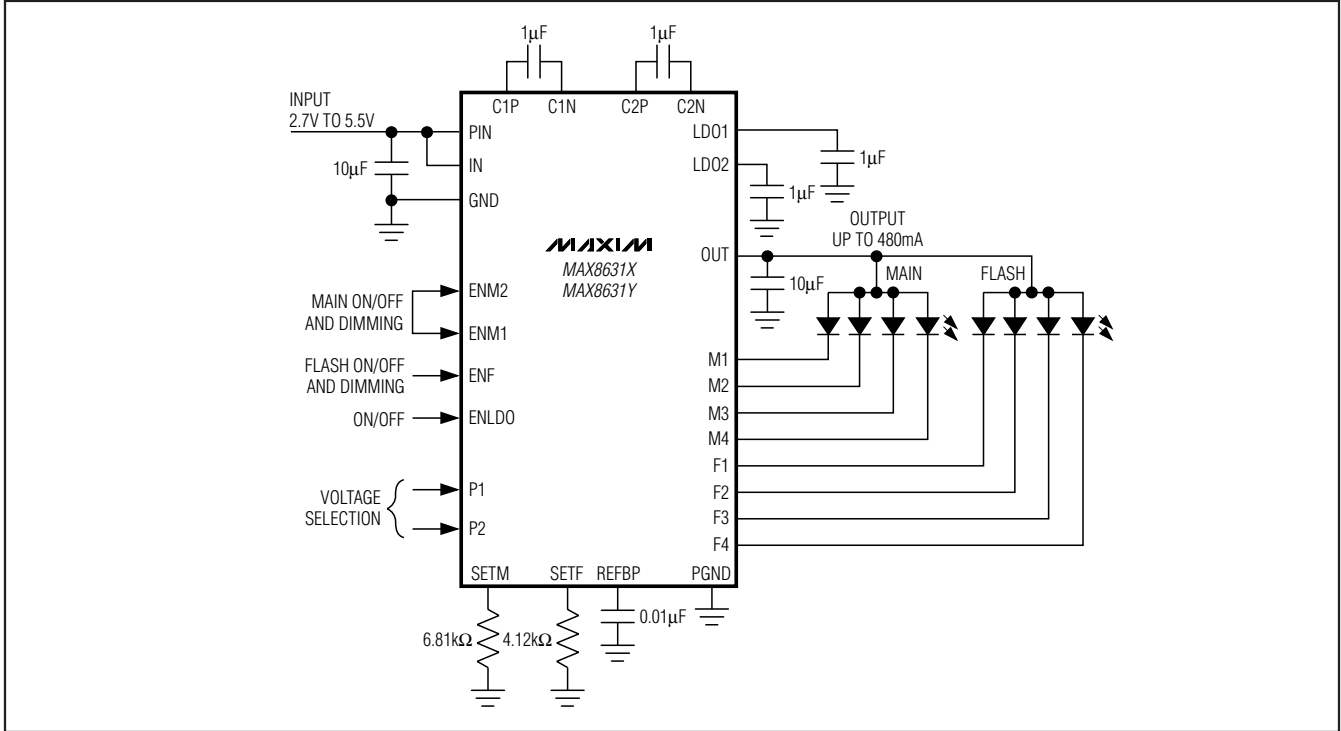 1µF
1µF
INPUT
2.7V TO 5.5V
C1P
C1N
C2P
C2N
PIN
LDO1
1µF
10µF
IN
LDO2
1µF
GND
OUTPUT
UP TO 480mA
MAXIM
MAX8631X
MAX8631Y
OUT
10µF
MAIN
FLASH
MAIN ON/OFF
AND DIMMING
ENM2
ENM1
FLASH ON/OFF
AND DIMMING
ENF
ON/OFF
ENLDO
M1
M2
M3
M4
F1
F2
F3
F4
VOLTAGE
SELECTION
P1
P2
SETM
SETF
REFBP
PGND
6.81kΩ
4.12kΩ
0.01µF